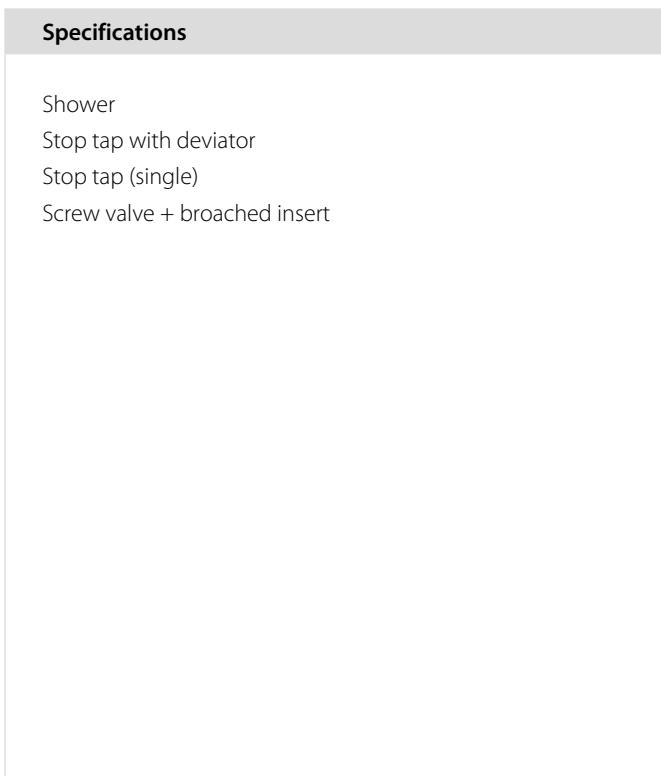 Specifications
Shower
Stop tap with deviator
Stop tap (single)
Screw valve + broached insert